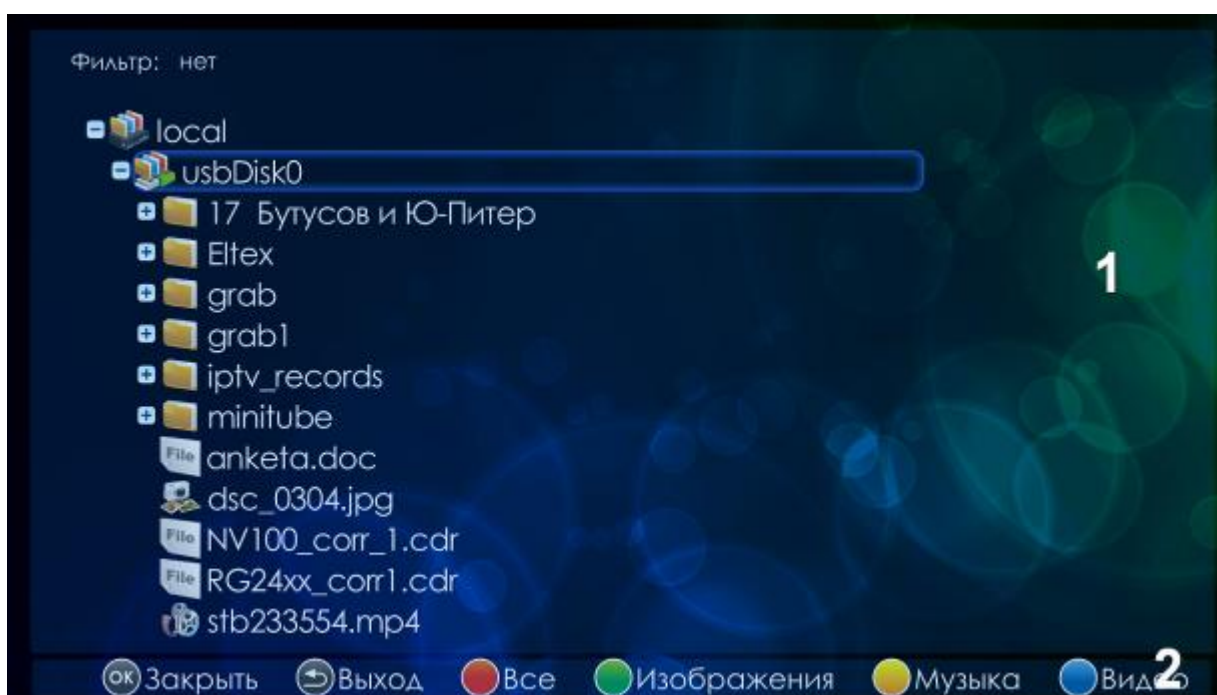 Фильтр: нет
local
usbDisk0
17 Бутусов и Ю-Питер
Eltex
grab
1
grab1
iptv_records
minitube
File anketa.doc
dsc_0304.jpg
File NV100_corr_1.cdr
File RG24xx_corr1.cdr
stb233554.mp4
OK Закрыть Выход Все Изображения Музыка Видео 2